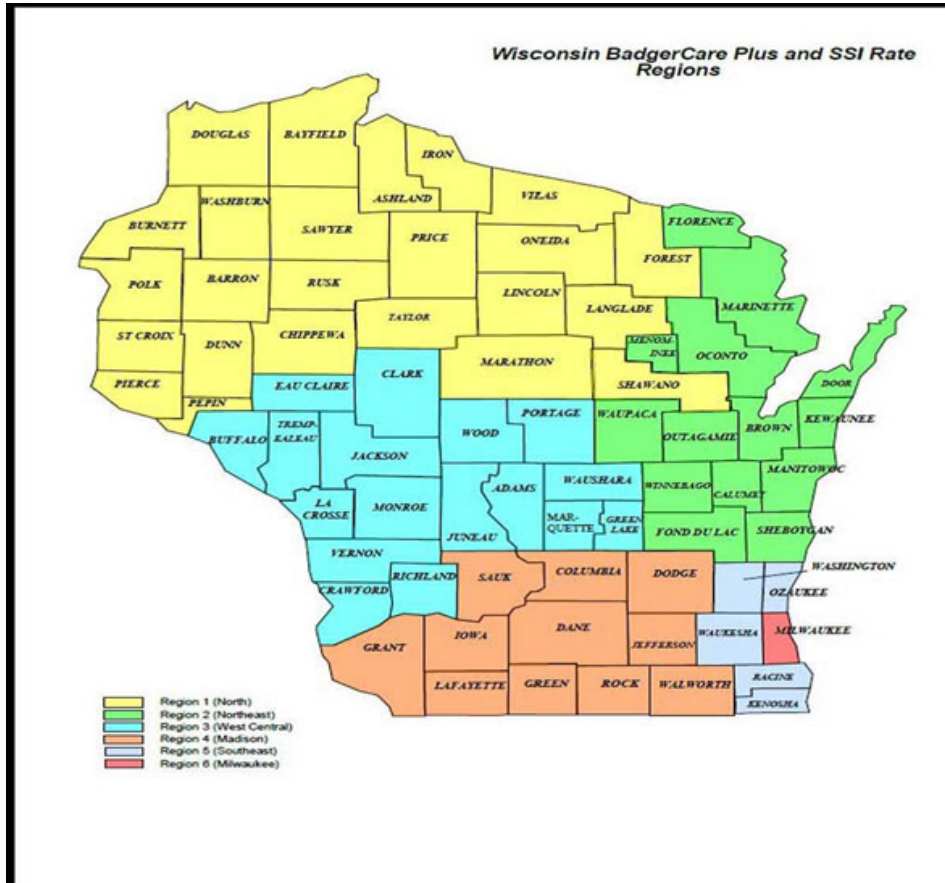 Wisconsin BadgerCare Plus and SSI Rate
Regions
DOUGLAS
BAYFIELD
IRON
ASHLAND
VILAS
WASHBURN
BURNETT
SAWYER
PRICE
ONEIDA
FLORENCE
FOREST
POLK
BARRON
RUSK
LINCOLN
LANGLADE
MARINETTE
TAYLOR
ST CROIX
DUNN
CHIPPEWA
MENOM-
INEE
OCONTO
MARATHON
CLARK
PIERCE
EAU CLAIRE
SHAWANO
DOOR
PEPIN
PORTAGE
WAUPACA
KEWAUNEE
BUFFALO
TREMP-
EALEAU
WOOD
OUTAGAMIE
BROWN
JACKSON
MANITOWOC
WAUSHARA
ADAMS
WINNEBAGO
CALUMET
LA
CROSSE
MONROE
MAR-
QUETTE
GREEN
LAKE
JUNEAU
FOND DU LAC
SHEBOYGAN
VERNON
WASHINGTON
RICHLAND
SAUK
COLUMBIA
DODGE
CRAWFORD
OZAUKEE
GRANT
IOWA
DANE
JEFFERSON
WAUKESHA
MILWAUKEE
RACINE
LAFAYETTE
GREEN
ROCK
WALWORTH
KENOSHA
Region 1 (North)
Region 2 (Northeast)
Region 3 (West Central)
Region 4 (Madison)
Region 5 (Southeast)
Region 6 (Milwaukee)